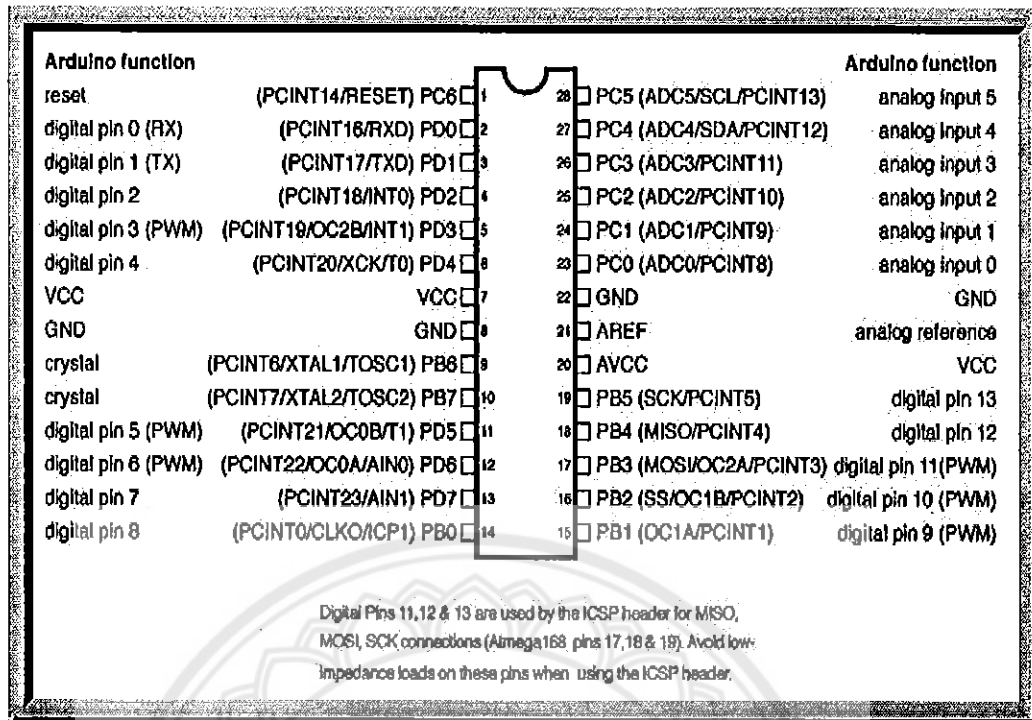 Arduino function Arduino function
reset (PCINT14/RESET) PC6 1 28 PC5 (ADC5/SCL/PCINT13) analog input 5
digital pin 0 (RX) (PCINT16/RXD) PD0 2 27 PC4 (ADC4/SDA/PCINT12) analog input 4
digital pin 1 (TX) (PCINT17/TXD) PD1 3 26 PC3 (ADC3/PCINT11) analog input 3
digital pin 2 (PCINT18/INT0) PD2 4 25 PC2 (ADC2/PCINT10) analog input 2
digital pin 3 (PWM) (PCINT19/OC2B/INT1) PD3 5 24 PC1 (ADC1/PCINT9) analog input 1
digital pin 4 (PCINT20/XCK/T0) PD4 6 23 PC0 (ADC0/PCINT8) analog input 0
VCC VCC 7 22 GND GND
GND GND 8 21 AREF analog reference
crystal (PCINT6/XTAL1/TOSC1) PB6 9 20 AVCC VCC
crystal (PCINT7/XTAL2/TOSC2) PB7 10 19 PB5 (SCK/PCINT5) digital pin 13
digital pin 5 (PWM) (PCINT21/OC0B/T1) PD5 11 18 PB4 (MISO/PCINT4) digital pin 12
digital pin 6 (PWM) (PCINT22/OC0A/AIN0) PD6 12 17 PB3 (MOSI/OC2A/PCINT3) digital pin 11(PWM)
digital pin 7 (PCINT23/AIN1) PD7 13 16 PB2 (SS/OC1B/PCINT2) digital pin 10 (PWM)
digital pin 8 (PCINT0/CLKO/ICP1) PB0 14 15 PB1 (OC1A/PCINT1) digital pin 9 (PWM)
Digital Pins 11,12 & 13 are used by the ICSP header for MISO,
MOSI, SCK connections (Atmega168 pins 17,18 & 19). Avoid low-
impedance loads on these pins when using the ICSP header.